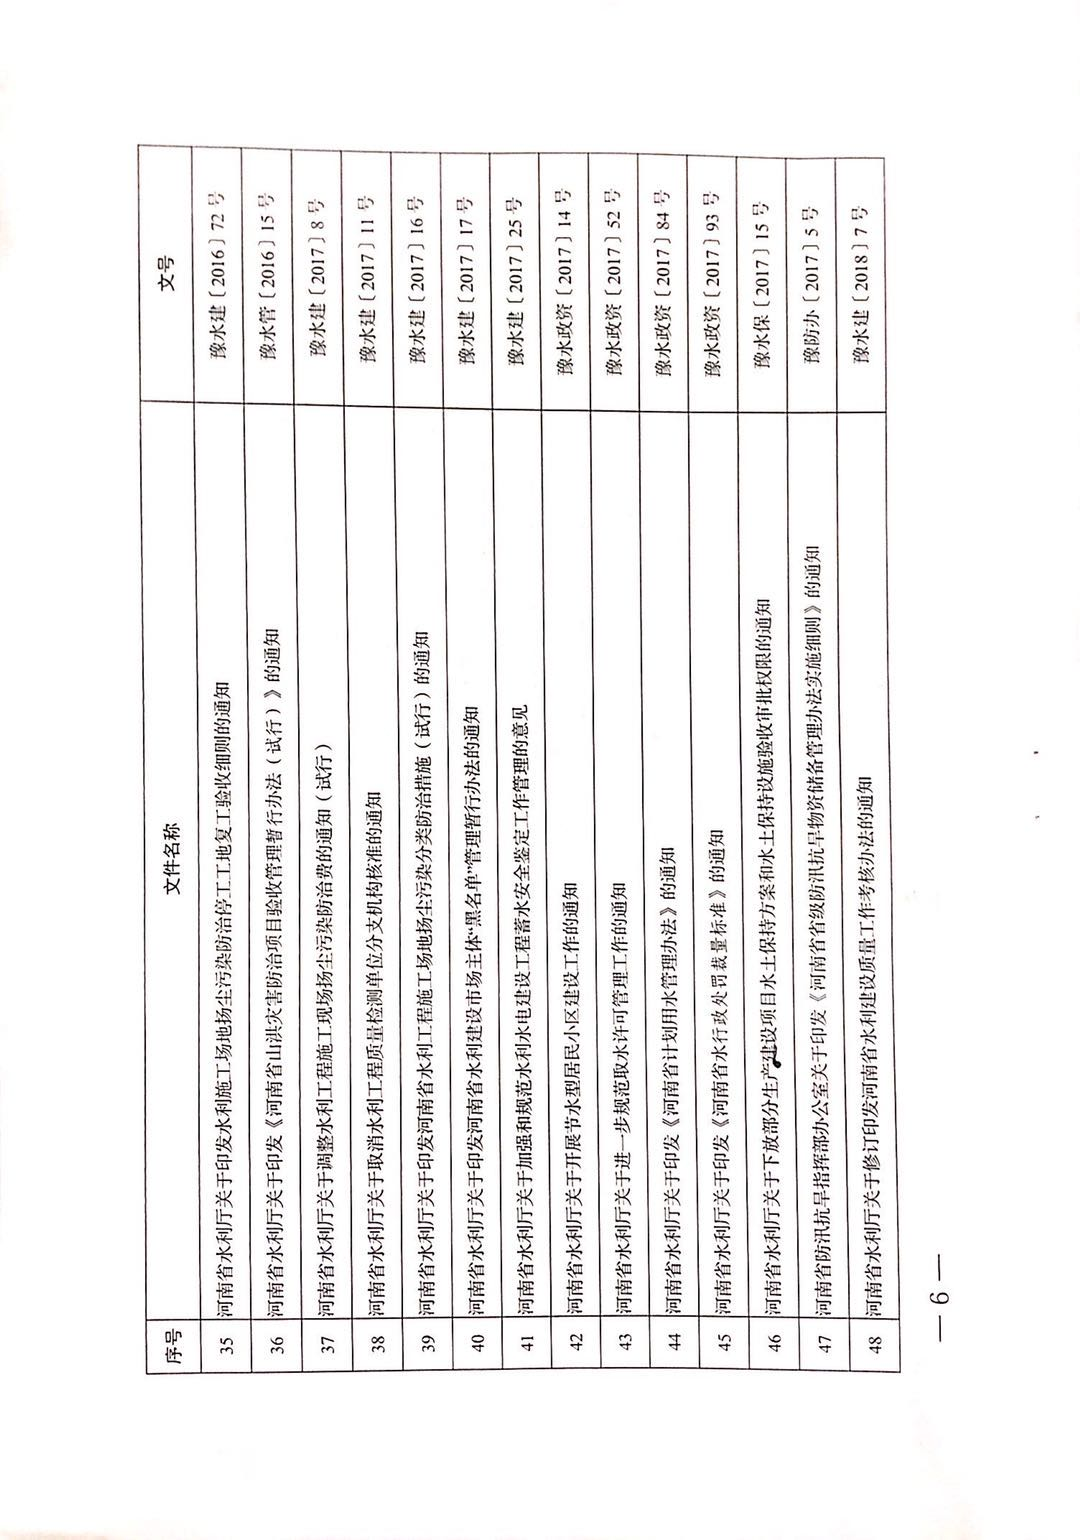 序号 文件名称 文号
35 河南省水利厅关于印发水利施工场地扬尘污染防治停工工地复工验收细则的通知 豫水建〔2016〕72号
36 河南省水利厅关于印发《河南省山洪灾害防治项目验收管理暂行办法（试行）》的通知 豫水管〔2016〕15号
37 河南省水利厅关于调整水利工程施工现场扬尘污染防治费的通知（试行） 豫水建〔2017〕8号
38 河南省水利厅关于取消水利工程质量检测单位分支机构核准的通知 豫水建〔2017〕11号
39 河南省水利厅关于印发河南省水利工程施工场地扬尘污染分类防治措施（试行）的通知 豫水建〔2017〕16号
40 河南省水利厅关于印发河南省水利建设市场主体“黑名单”管理暂行办法的通知 豫水建〔2017〕17号
41 河南省水利厅关于加强和规范水利水电建设工程蓄水安全鉴定工作管理的意见 豫水建〔2017〕25号
42 河南省水利厅关于开展节水型居民小区建设工作的通知 豫水政资〔2017〕14号
43 河南省水利厅关于进一步规范取水许可管理工作的通知 豫水政资〔2017〕52号
44 河南省水利厅关于印发《河南省计划用水管理办法》的通知 豫水政资〔2017〕84号
45 河南省水利厅关于印发《河南省水行政处罚裁量标准》的通知 豫水政资〔2017〕93号
46 河南省水利厅关于下放部分生产建设项目水土保持方案和水土保持设施验收审批权限的通知 豫水保〔2017〕15号
47 河南省防汛抗旱指挥部办公室关于印发《河南省省级防汛抗旱物资储备管理办法实施细则》的通知 豫防办〔2017〕5号
48 河南省水利厅关于修订印发河南省水利建设质量工作考核办法的通知 豫水建〔2018〕7号
— 6 —